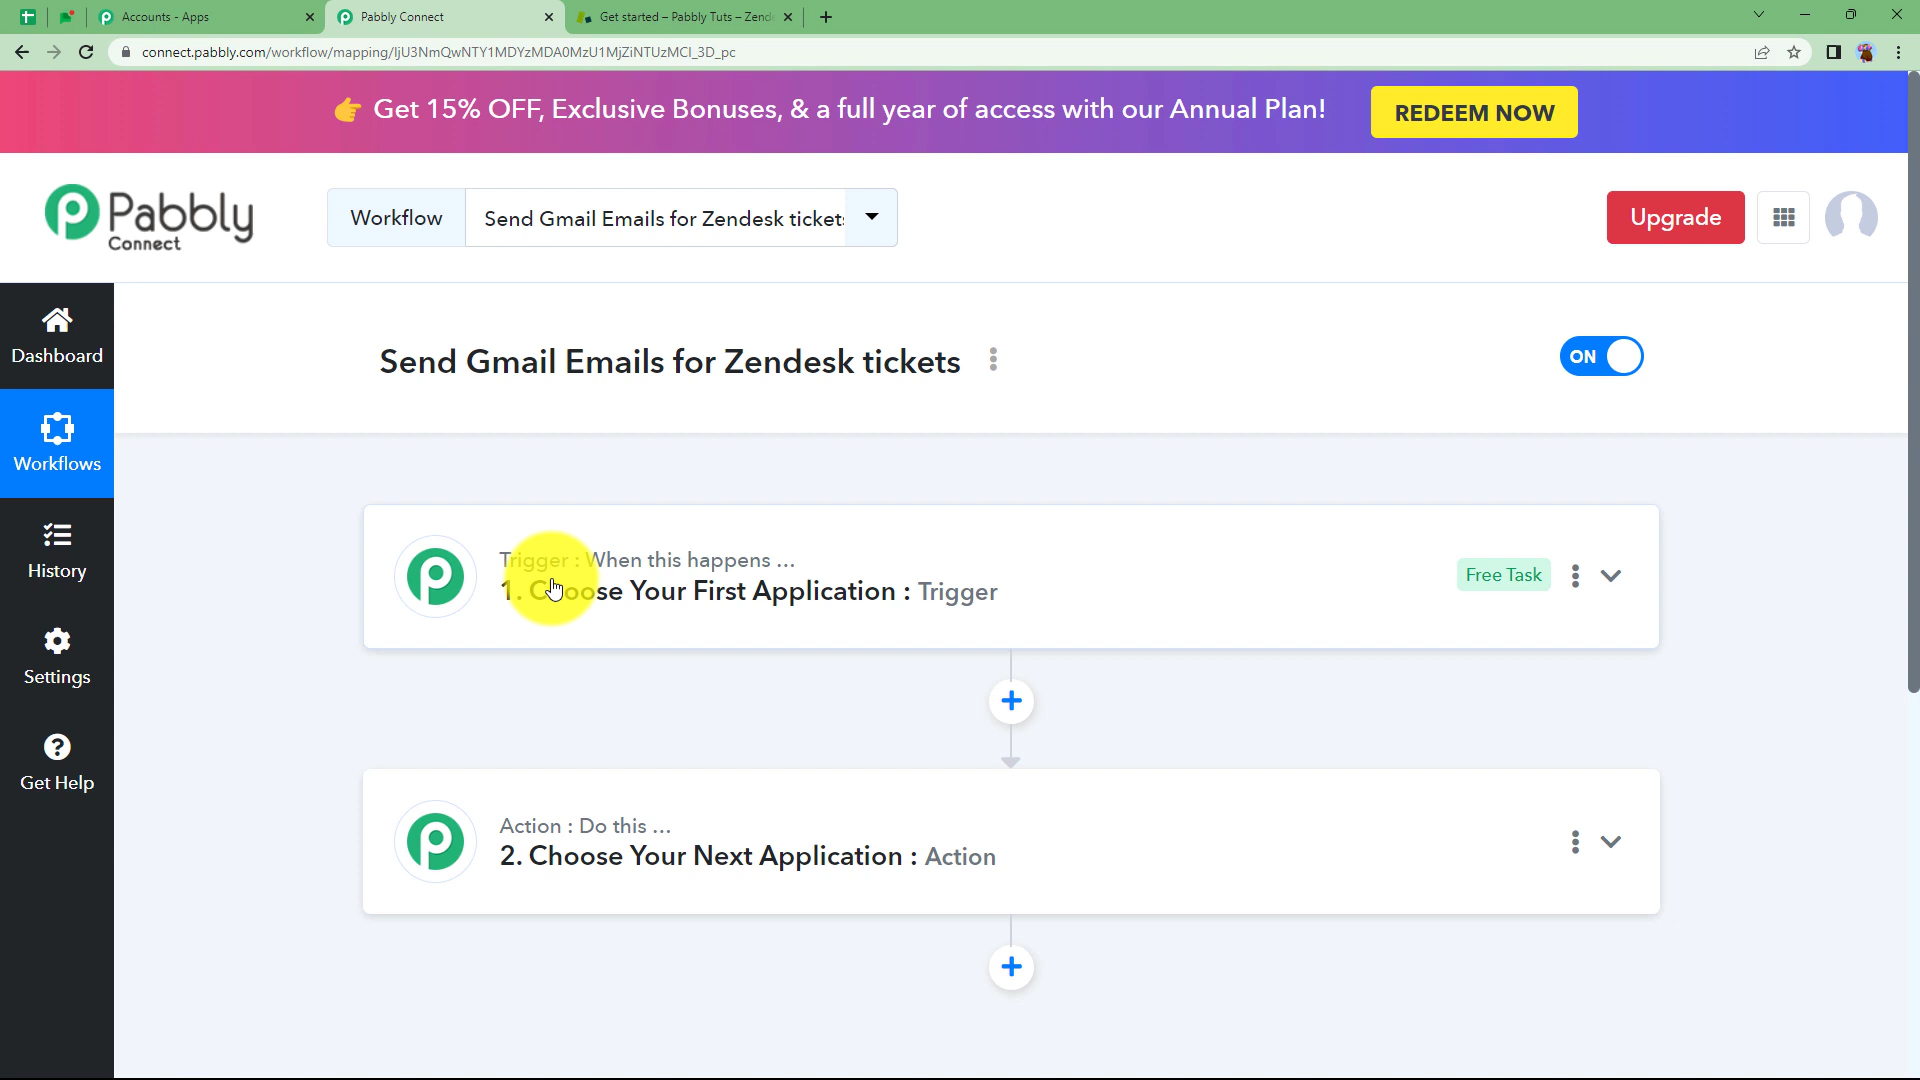 Accounts - Apps
Pabbly Connect
Get started – Pabbly Tuts – Zend
connect.pabbly.com/workflow/mapping/IjU3NmQwNTY1MDYzMDA0MzU1MjZiNTUzMCI_3D_pc
👉 Get 15% OFF, Exclusive Bonuses, & a full year of access with our Annual Plan!
REDEEM NOW
Pabbly
Connect
Workflow
Send Gmail Emails for Zendesk ticket
Upgrade
Dashboard
Workflows
History
Settings
Get Help
Send Gmail Emails for Zendesk tickets
ON
Trigger : When this happens ...
1. Choose Your First Application : Trigger
Free Task
Action : Do this ...
2. Choose Your Next Application : Action